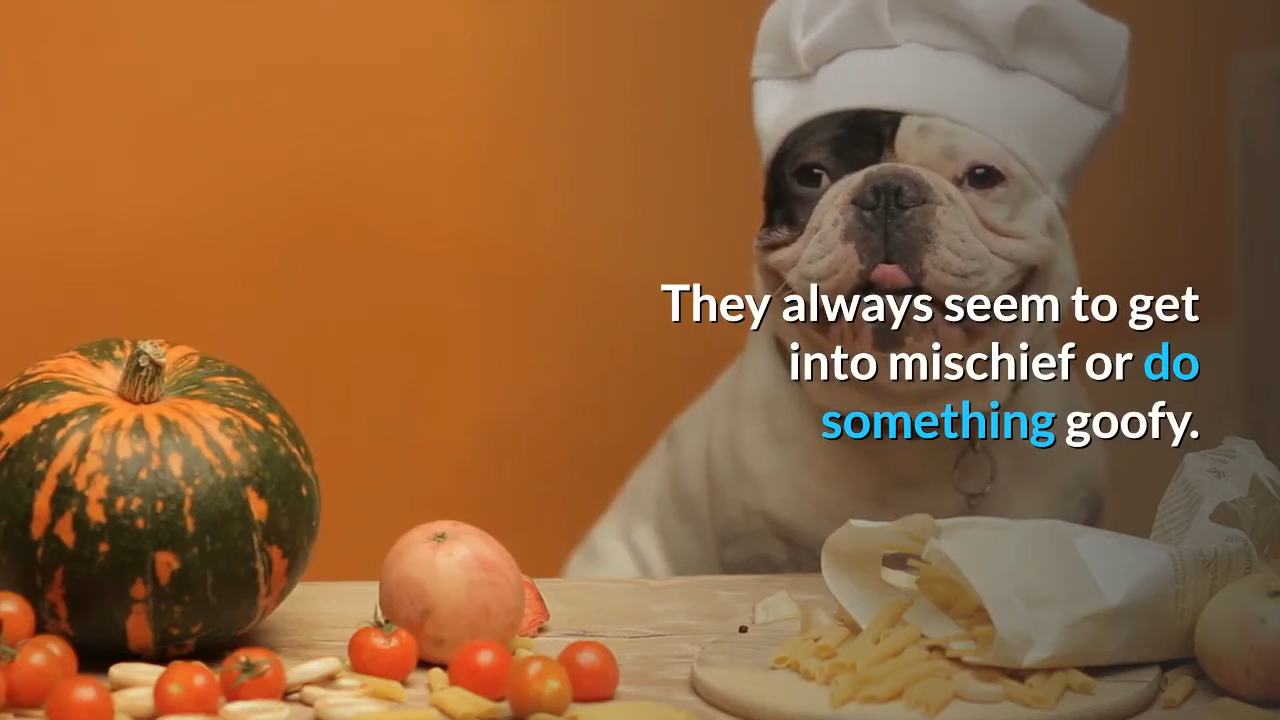 They always seem to get
into mischief or do
something goofy.